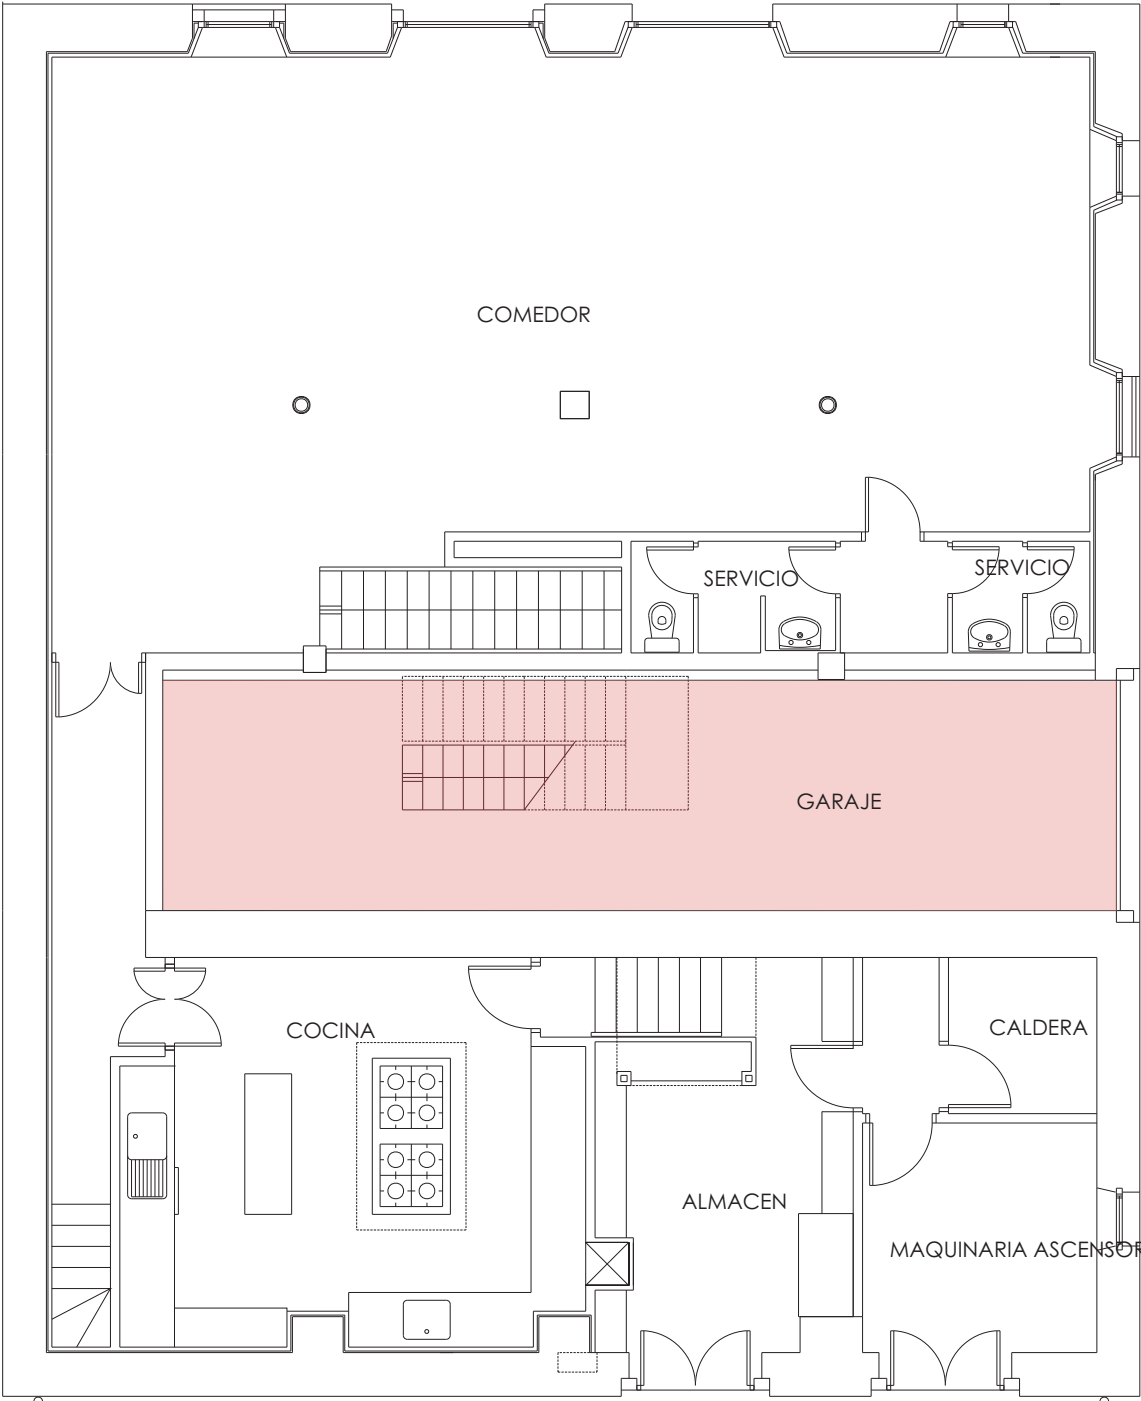 COMEDOR
SERVICIO
SERVICIO
GARAJE
COCINA
CALDERA
ALMACEN
MAQUINARIA ASCENSOR